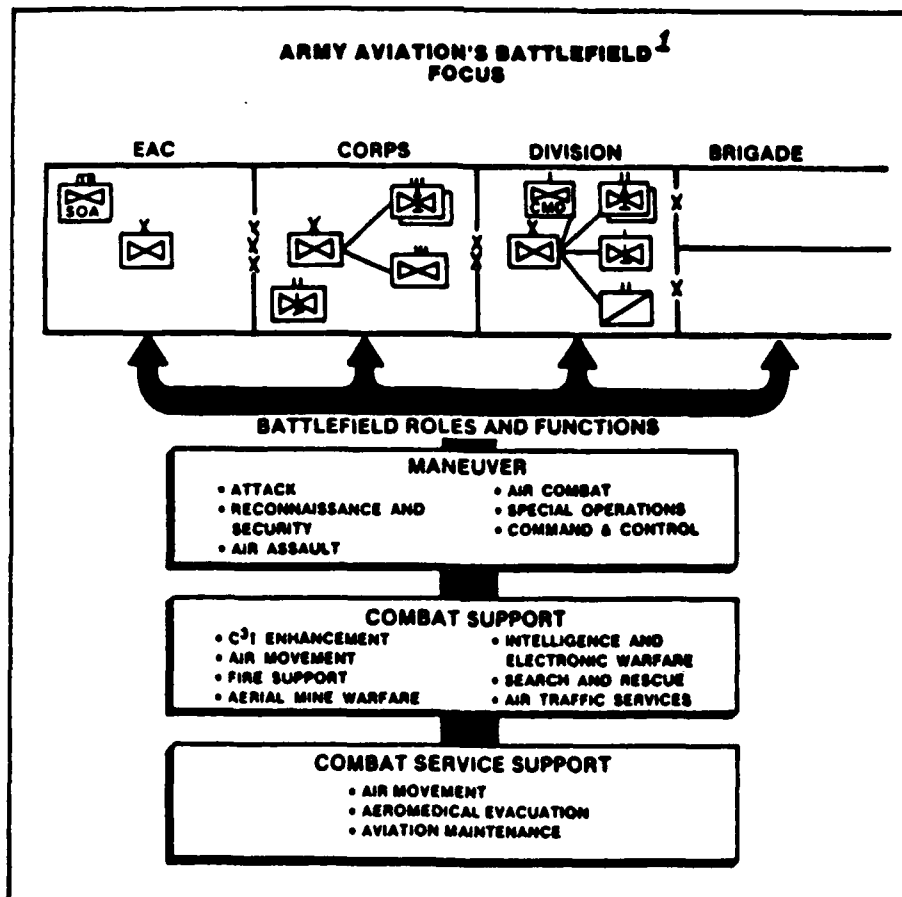 ARMY AVIATION'S BATTLEFIELD 1
FOCUS
EAC CORPS DIVISION BRIGADE
SOA
CMD
X
X
X
X
X
X
X
X
X
X
BATTLEFIELD ROLES AND FUNCTIONS
MANEUVER
• ATTACK
• RECONNAISSANCE AND
SECURITY
• AIR ASSAULT
• AIR COMBAT
• SPECIAL OPERATIONS
• COMMAND & CONTROL
COMBAT SUPPORT
• C³I ENHANCEMENT
• AIR MOVEMENT
• FIRE SUPPORT
• AERIAL MINE WARFARE
• INTELLIGENCE AND
ELECTRONIC WARFARE
• SEARCH AND RESCUE
• AIR TRAFFIC SERVICES
COMBAT SERVICE SUPPORT
• AIR MOVEMENT
• AEROMEDICAL EVACUATION
• AVIATION MAINTENANCE